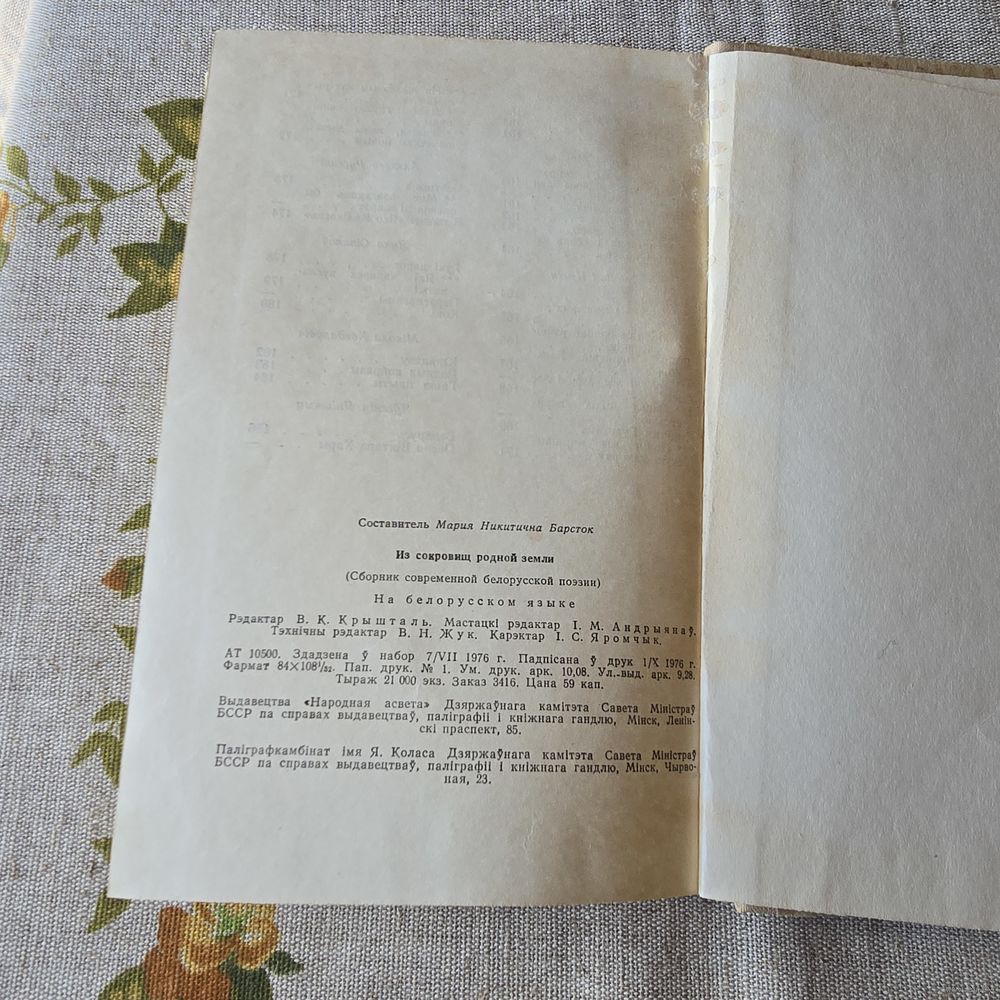 Составитель Мария Никитична Барсток
Из сокровищ родной земли
(Сборник современной белорусской поэзии)
На белорусском языке
Рэдактар В. К. Крышталь. Мастацкі рэдактар І. М. Андрыянаў.
Тэхнічны рэдактар В. Н. Жук. Карэктар І. С. Яромчык.
АТ 10500. Здадзена ў набор 7/VII 1976 г. Падпісана ў друк 1/X 1976 г.
Фармат 84×108¹/₃₂. Пап. друк. № 1. Ум. друк. арк. 10,08. Ул.-выд. арк. 9,28.
Тыраж 21 000 экз. Заказ 3416. Цана 59 кап.
Выдавецтва «Народная асвета» Дзяржаўнага камітэта Савета Міністраў
БССР па справах выдавецтваў, паліграфіі і кніжнага гандлю, Мінск, Ленін-
скі праспект, 85.
Паліграфкамбінат імя Я. Коласа Дзяржаўнага камітэта Савета Міністраў
БССР па справах выдавецтваў, паліграфіі і кніжнага гандлю, Мінск, Чырво-
ная, 23.